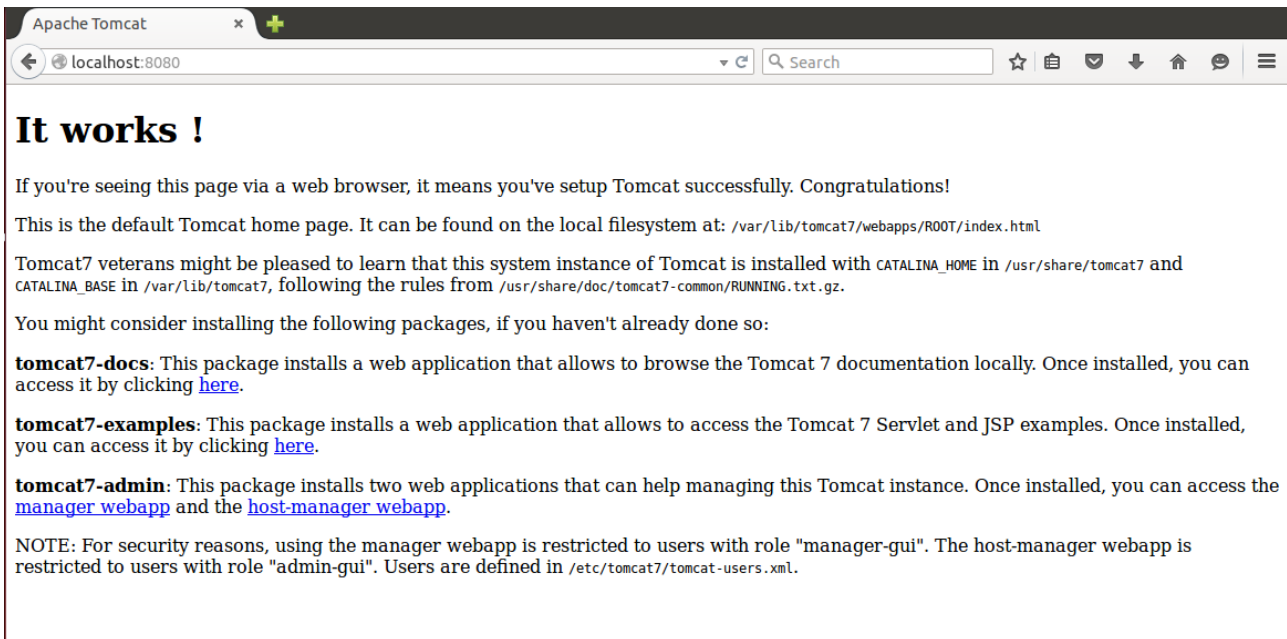 Apache Tomcat
localhost:8080
Search
It works !
If you're seeing this page via a web browser, it means you've setup Tomcat successfully. Congratulations!
This is the default Tomcat home page. It can be found on the local filesystem at: /var/lib/tomcat7/webapps/ROOT/index.html
Tomcat7 veterans might be pleased to learn that this system instance of Tomcat is installed with CATALINA_HOME in /usr/share/tomcat7 and
CATALINA_BASE in /var/lib/tomcat7, following the rules from /usr/share/doc/tomcat7-common/RUNNING.txt.gz.
You might consider installing the following packages, if you haven't already done so:
tomcat7-docs: This package installs a web application that allows to browse the Tomcat 7 documentation locally. Once installed, you can
access it by clicking here.
tomcat7-examples: This package installs a web application that allows to access the Tomcat 7 Servlet and JSP examples. Once installed,
you can access it by clicking here.
tomcat7-admin: This package installs two web applications that can help managing this Tomcat instance. Once installed, you can access the
manager webapp and the host-manager webapp.
NOTE: For security reasons, using the manager webapp is restricted to users with role "manager-gui". The host-manager webapp is
restricted to users with role "admin-gui". Users are defined in /etc/tomcat7/tomcat-users.xml.